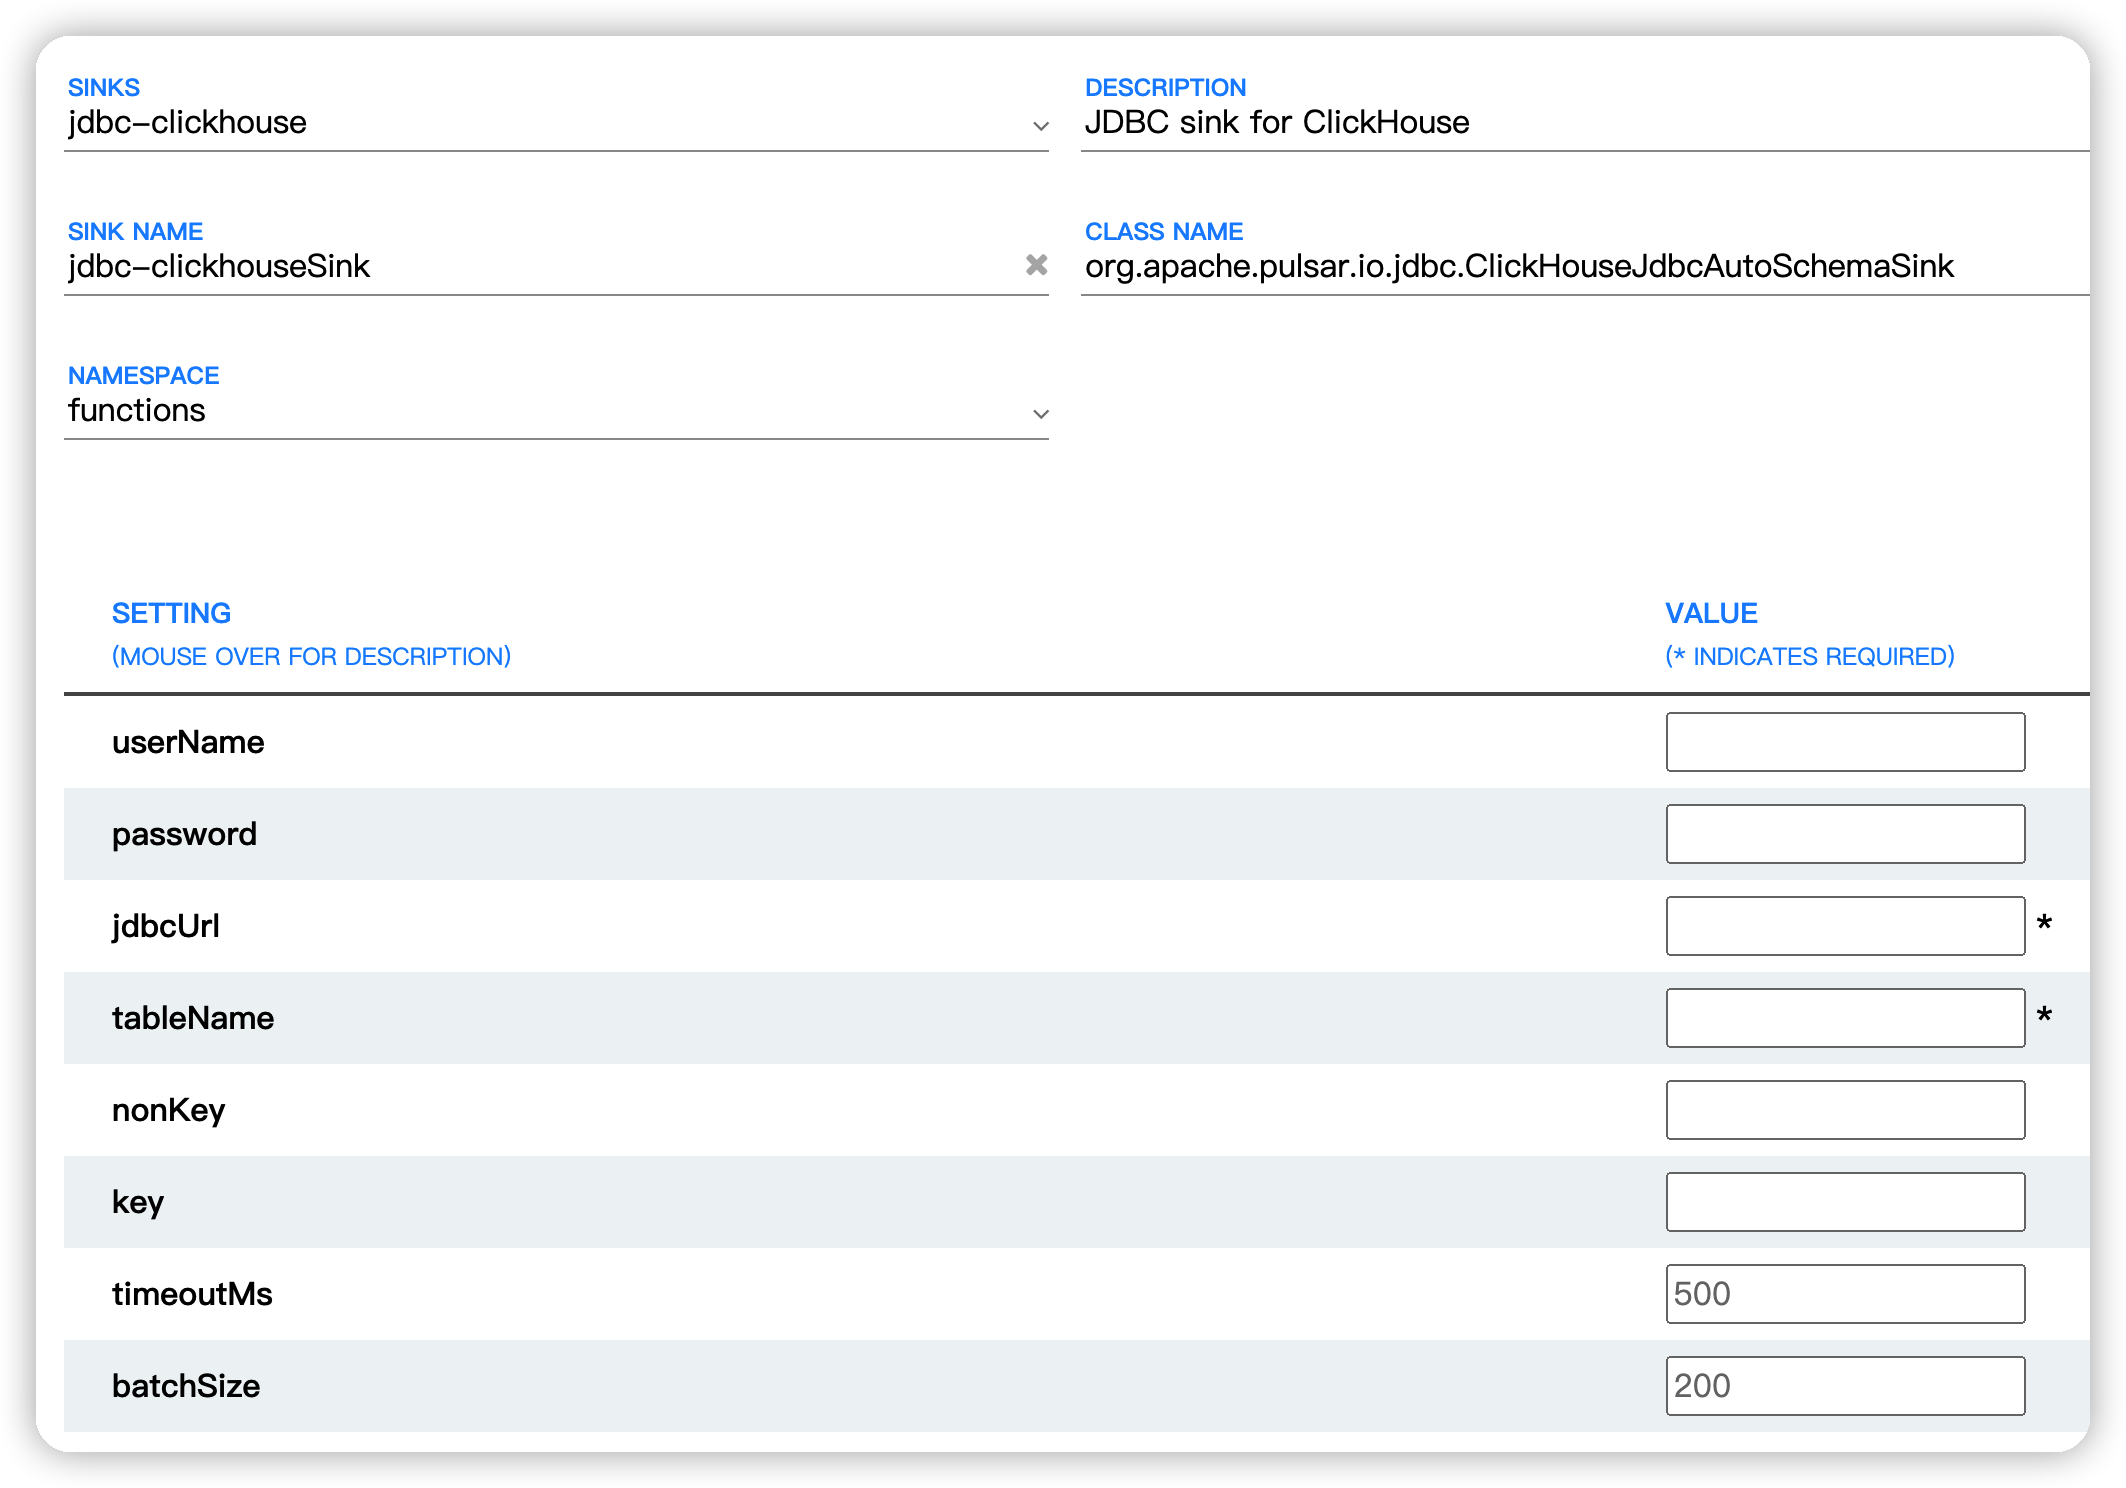 SINKS
jdbc-clickhouse
DESCRIPTION
JDBC sink for ClickHouse
SINK NAME
jdbc-clickhouseSink
CLASS NAME
org.apache.pulsar.io.jdbc.ClickHouseJdbcAutoSchemaSink
NAMESPACE
functions
SETTING
(MOUSE OVER FOR DESCRIPTION)
VALUE
(* INDICATES REQUIRED)
userName
password
jdbcUrl *
tableName *
nonKey
key
timeoutMs 500
batchSize 200